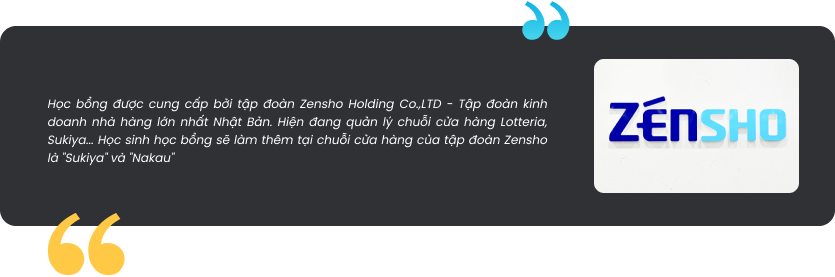 Học bổng được cung cấp bởi tập đoàn Zensho Holding Co.,LTD - Tập đoàn kinh
doanh nhà hàng lớn nhất Nhật Bản. Hiện đang quản lý chuỗi cửa hàng Lotteria,
Sukiya... Học sinh học bổng sẽ làm thêm tại chuỗi cửa hàng của tập đoàn Zensho
là "Sukiya" và "Nakau"
ZÉNSHO